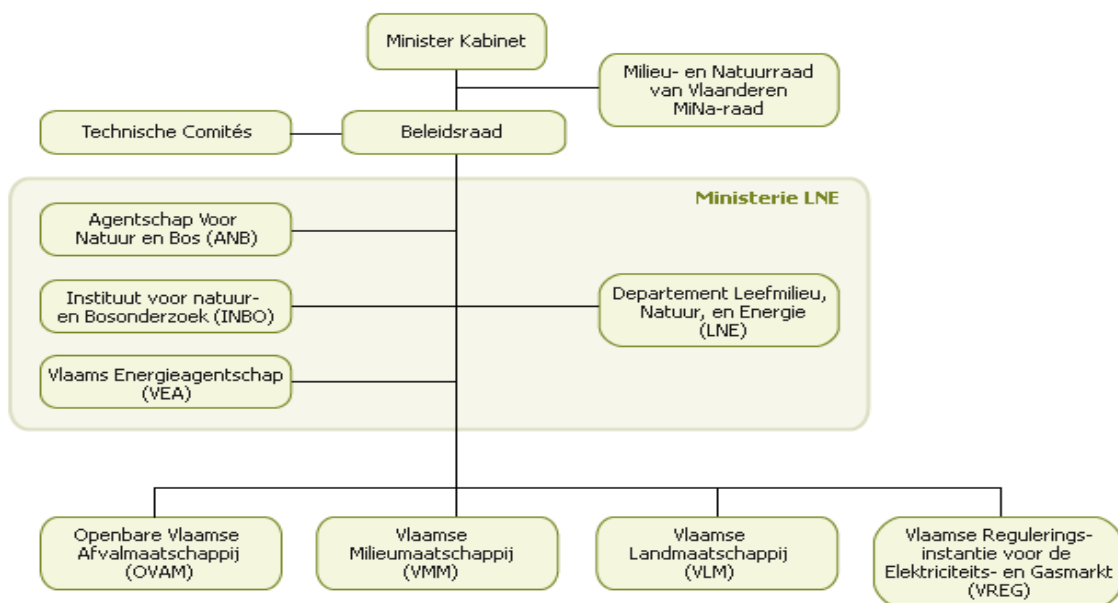 Minister Kabinet
Milieu- en Natuurraad
van Vlaanderen
MiNa-raad
Technische Comités
Beleidsraad
Ministerie LNE
Agentschap Voor
Natuur en Bos (ANB)
Instituut voor natuur-
en Bosonderzoek (INBO)
Departement Leefmilieu,
Natuur, en Energie
(LNE)
Vlaams Energieagentschap
(VEA)
Openbare Vlaamse
Afvalmaatschappij
(OVAM)
Vlaamse
Milieumaatschappij
(VMM)
Vlaamse
Landmaatschappij
(VLM)
Vlaamse Regulerings-
instantie voor de
Elektriciteits- en Gasmarkt
(VREG)